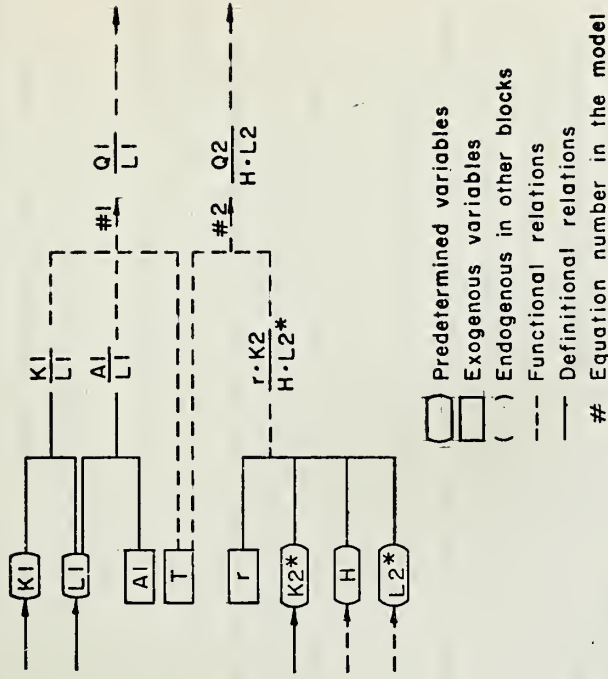 K1
L1
A1
T
r
K2*
H
L2*
K1
L1
A1
L1
r·K2
H·L2*
#1
#2
Q1
L1
Q2
H·L2
Predetermined variables
Exogenous variables
( ) Endogenous in other blocks
--- Functional relations
— Definitional relations
# Equation number in the model